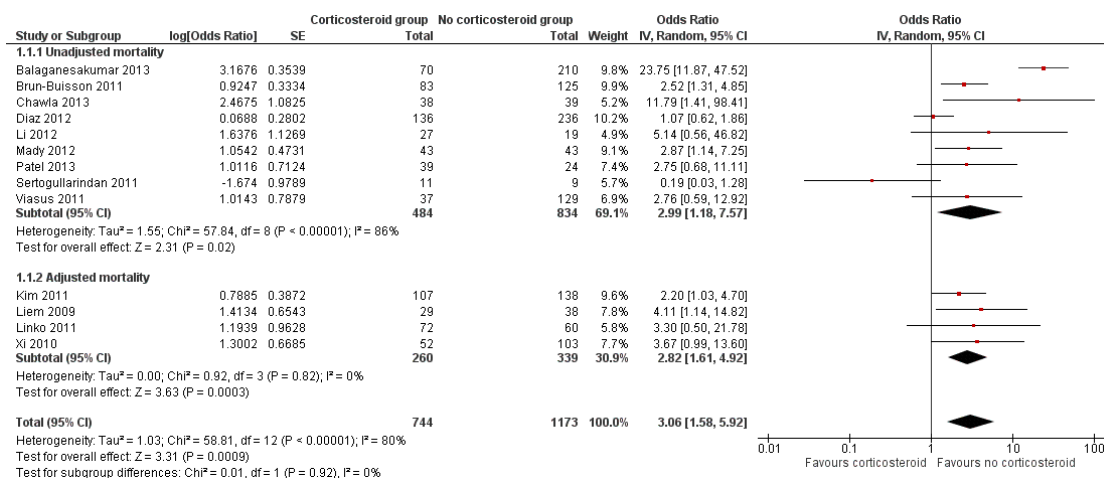 Corticosteroid group No corticosteroid group Odds Ratio Odds Ratio
Study or Subgroup log[Odds Ratio] SE Total Total Weight IV, Random, 95% CI IV, Random, 95% CI
1.1.1 Unadjusted mortality
Balaganesakumar 2013 3.1676 0.3539 70 210 9.8% 23.75 [11.87, 47.52]
Brun-Buisson 2011 0.9247 0.3334 83 125 9.9% 2.52 [1.31, 4.85]
Chawla 2013 2.4675 1.0825 38 39 5.2% 11.79 [1.41, 98.41]
Diaz 2012 0.0688 0.2802 136 236 10.2% 1.07 [0.62, 1.86]
Li 2012 1.6376 1.1269 27 19 4.9% 5.14 [0.56, 46.82]
Mady 2012 1.0542 0.4731 43 43 9.1% 2.87 [1.14, 7.25]
Patel 2013 1.0116 0.7124 39 24 7.4% 2.75 [0.68, 11.11]
Sertogullarindan 2011 -1.674 0.9789 11 9 5.7% 0.19 [0.03, 1.28]
Viasus 2011 1.0143 0.7879 37 129 6.9% 2.76 [0.59, 12.92]
Subtotal (95% CI) 484 834 69.1% 2.99 [1.18, 7.57]
Heterogeneity: Tau² = 1.55; Chi² = 57.84, df = 8 (P < 0.00001); I² = 86%
Test for overall effect: Z = 2.31 (P = 0.02)
1.1.2 Adjusted mortality
Kim 2011 0.7885 0.3872 107 138 9.6% 2.20 [1.03, 4.70]
Liem 2009 1.4134 0.6543 29 38 7.8% 4.11 [1.14, 14.82]
Linko 2011 1.1939 0.9628 72 60 5.8% 3.30 [0.50, 21.78]
Xi 2010 1.3002 0.6685 52 103 7.7% 3.67 [0.99, 13.60]
Subtotal (95% CI) 260 339 30.9% 2.82 [1.61, 4.92]
Heterogeneity: Tau² = 0.00; Chi² = 0.92, df = 3 (P = 0.82); I² = 0%
Test for overall effect: Z = 3.63 (P = 0.0003)
Total (95% CI) 744 1173 100.0% 3.06 [1.58, 5.92]
Heterogeneity: Tau² = 1.03; Chi² = 58.81, df = 12 (P < 0.00001); I² = 80%
Test for overall effect: Z = 3.31 (P = 0.0009)
Test for subgroup differences: Chi² = 0.01, df = 1 (P = 0.92), I² = 0%
0.01 0.1 1 10 100
Favours corticosteroid Favours no corticosteroid